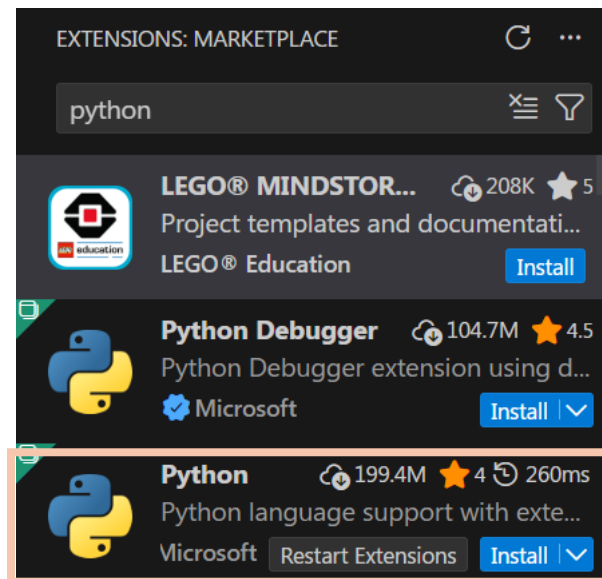 EXTENSIONS: MARKETPLACE
python
LEGO® MINDSTOR... 208K 5
Project templates and documentati...
LEGO® Education
Install
education
Python Debugger 104.7M 4.5
Python Debugger extension using d...
Microsoft
Install
Python 199.4M 4 260ms
Python language support with exte...
Microsoft Restart Extensions Install